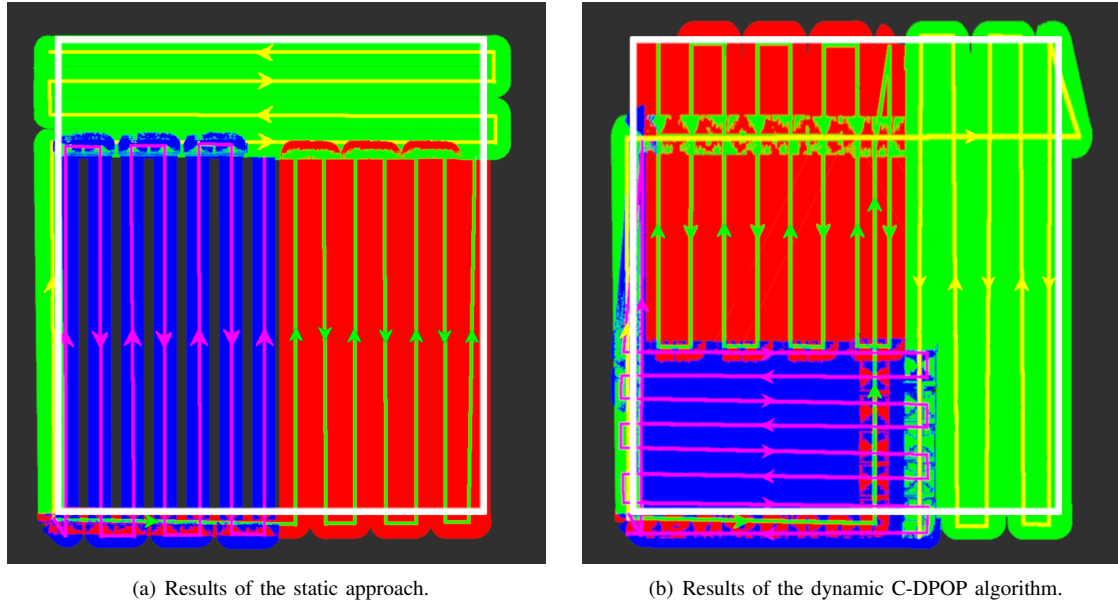 (a) Results of the static approach.
(b) Results of the dynamic C-DPOP algorithm.